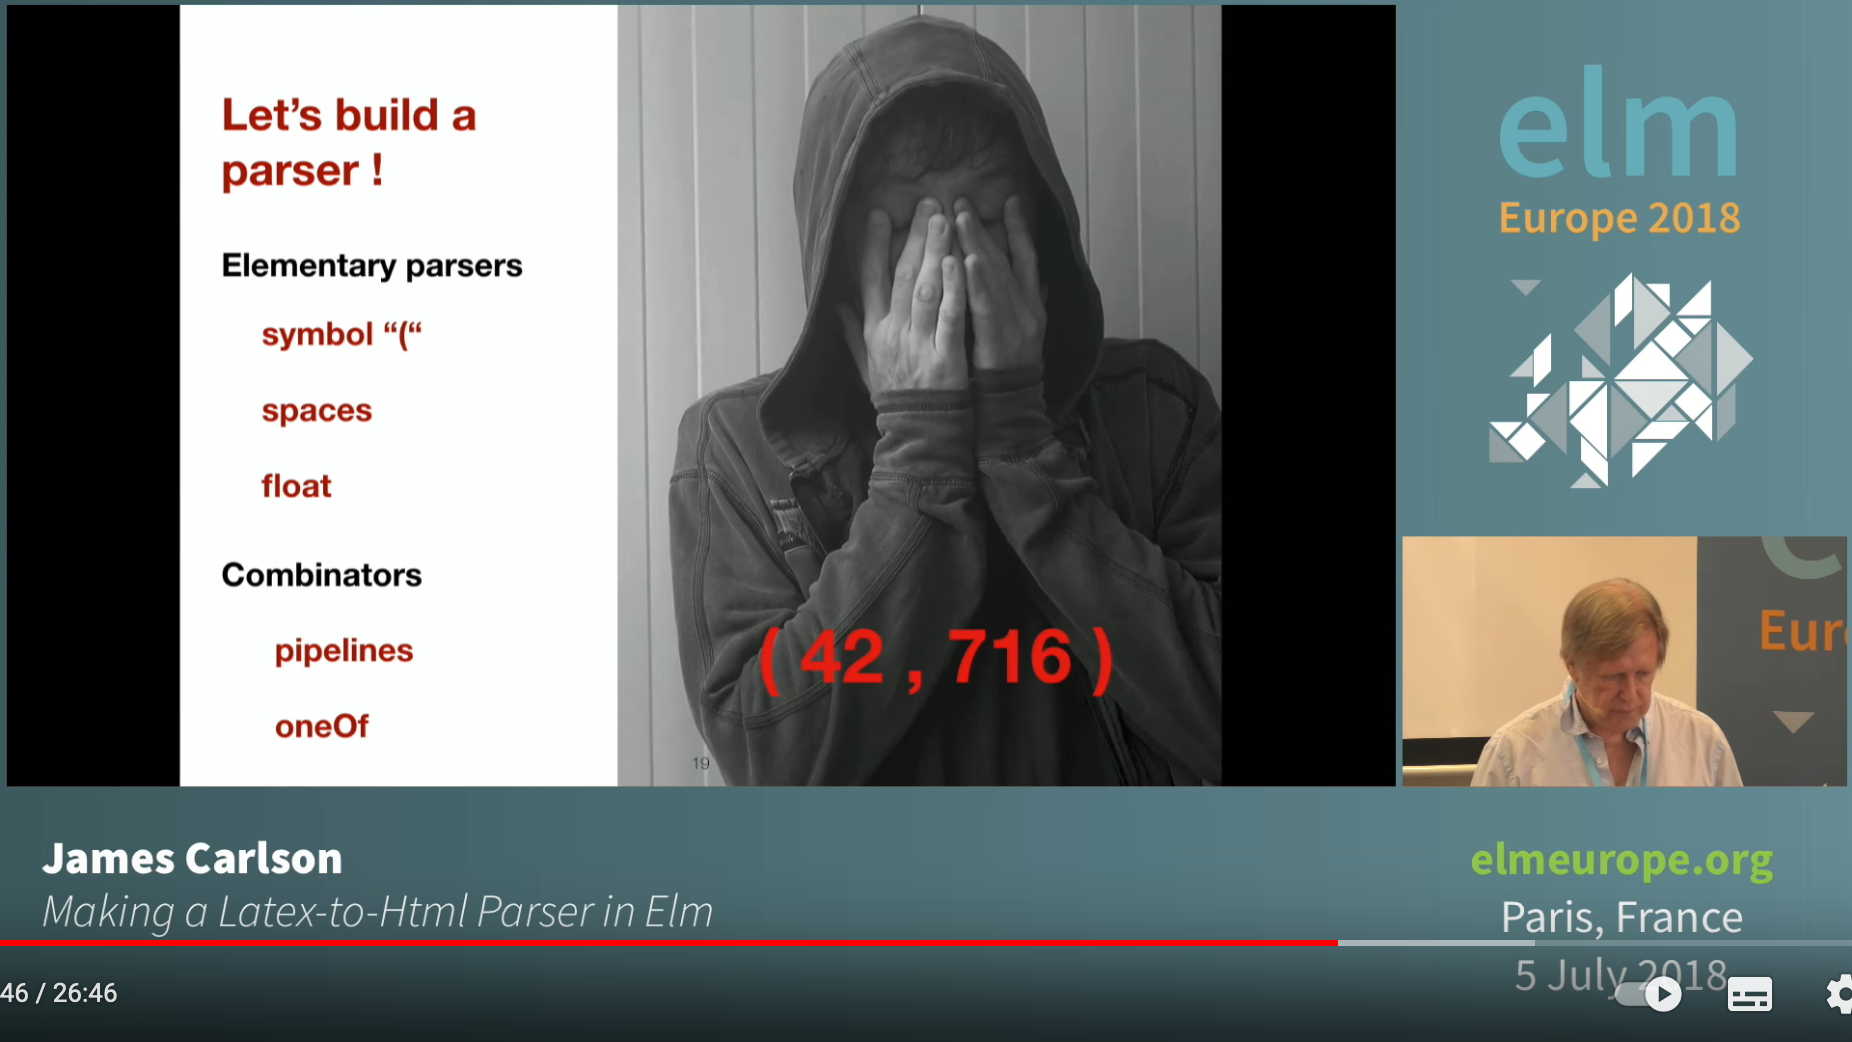 Let’s build a
parser !
Elementary parsers
symbol “(“
spaces
float
Combinators
pipelines
oneOf
( 42 , 716 )
19
elm
Europe 2018
Eur
James Carlson
Making a Latex-to-Html Parser in Elm
elmeurope.org
Paris, France
5 July 2018
46 / 26:46